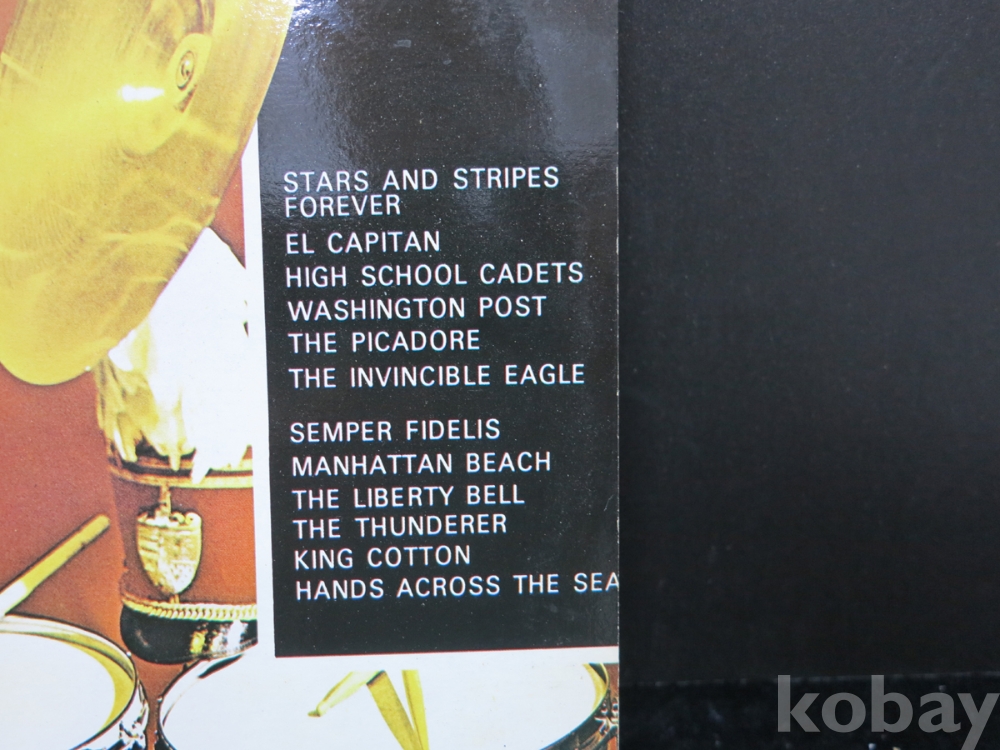 STARS AND STRIPES
FOREVER
EL CAPITAN
HIGH SCHOOL CADETS
WASHINGTON POST
THE PICADORE
THE INVINCIBLE EAGLE
SEMPER FIDELIS
MANHATTAN BEACH
THE LIBERTY BELL
THE THUNDERER
KING COTTON
HANDS ACROSS THE SEA
kobay